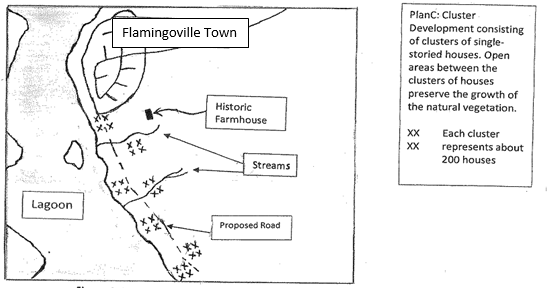 Flamingoville Town
Historic
Farmhouse
Streams
Lagoon
Proposed Road
PlanC: Cluster
Development consisting
of clusters of single-
storied houses. Open
areas between the
clusters of houses
preserve the growth of
the natural vegetation.
XX Each cluster
XX represents about
200 houses